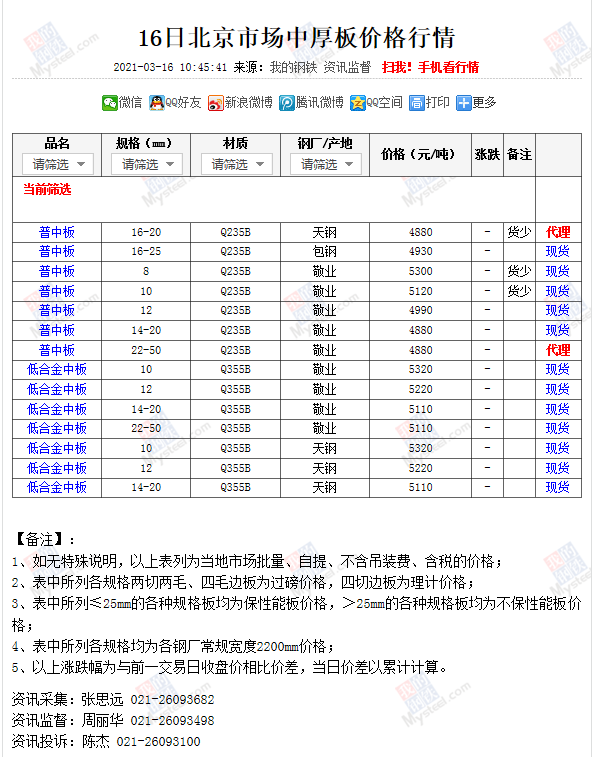 16日北京市场中厚板价格行情
2021-03-16 10:45:41 来源：我的钢铁 资讯监督 扫我！手机看行情
微信 QQ好友 新浪微博 腾讯微博 QQ空间 打印 更多
品名 规格（mm） 材质 钢厂/产地 价格（元/吨） 涨跌 备注
请筛选 请筛选 请筛选 请筛选
当前筛选
普中板 16-20 Q235B 天钢 4880 - 货少 代理
普中板 16-25 Q235B 包钢 4930 - 现货
普中板 8 Q235B 敬业 5300 - 货少 现货
普中板 10 Q235B 敬业 5120 - 货少 现货
普中板 12 Q235B 敬业 4990 - 现货
普中板 14-20 Q235B 敬业 4880 - 现货
普中板 22-50 Q235B 敬业 4880 - 代理
低合金中板 10 Q355B 敬业 5320 - 现货
低合金中板 12 Q355B 敬业 5220 - 现货
低合金中板 14-20 Q355B 敬业 5110 - 现货
低合金中板 22-50 Q355B 敬业 5110 - 现货
低合金中板 10 Q355B 天钢 5320 - 现货
低合金中板 12 Q355B 天钢 5220 - 现货
低合金中板 14-20 Q355B 天钢 5110 - 现货
【备注】：
1、如无特殊说明，以上表列为当地市场批量、自提、不含吊装费、含税的价格；
2、表中所列各规格两切两毛、四毛边板为过磅价格，四切边板为理计价格；
3、表中所列≤25mm的各种规格板均为保性能板价格，＞25mm的各种规格板均为不保性能板价
格；
4、表中所列各规格均为各钢厂常规宽度2200mm价格；
5、以上涨跌幅为与前一交易日收盘价相比价差，当日价差以累计计算。
资讯采集：张思远 021-26093682
资讯监督：周丽华 021-26093498
资讯投诉：陈杰 021-26093100